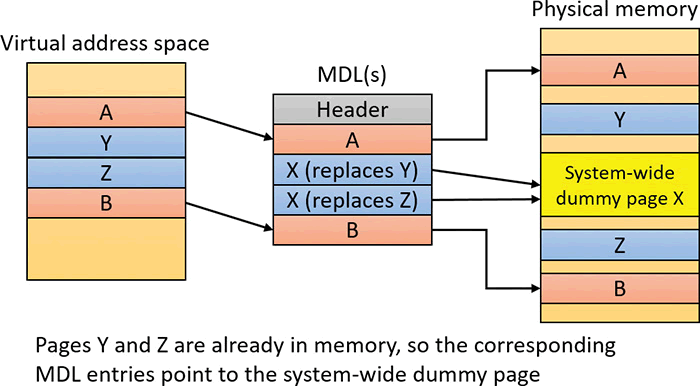 Physical memory
Virtual address space
MDL(s)
A
Y
Z
B
Header
A
X (replaces Y)
X (replaces Z)
B
A
Y
System-wide
dummy page X
Z
B
Pages Y and Z are already in memory, so the corresponding
MDL entries point to the system-wide dummy page